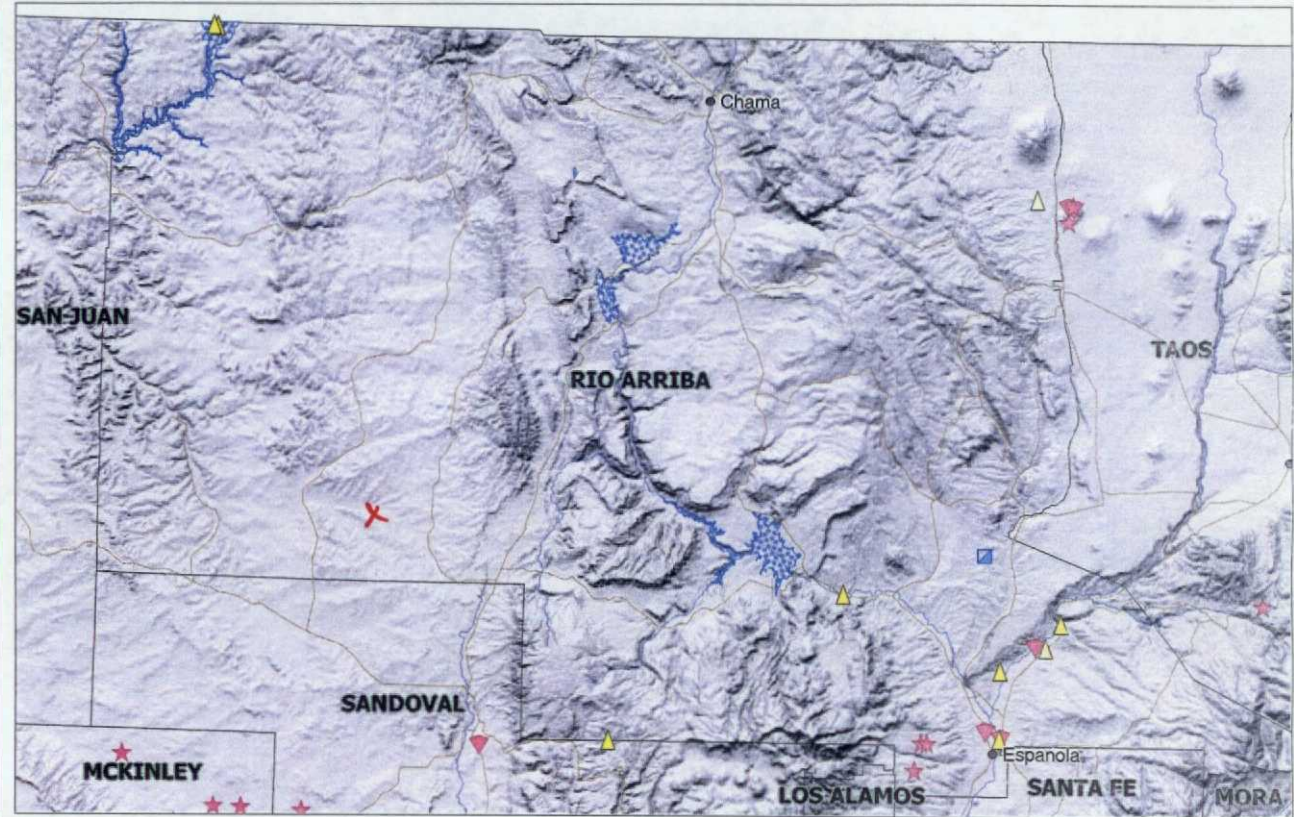 Chama
SAN JUAN
TAOS
RIO ARRIBA
SANDOVAL
Espanola
MCKINLEY
LOS ALAMOS
SANTA FE
MORA